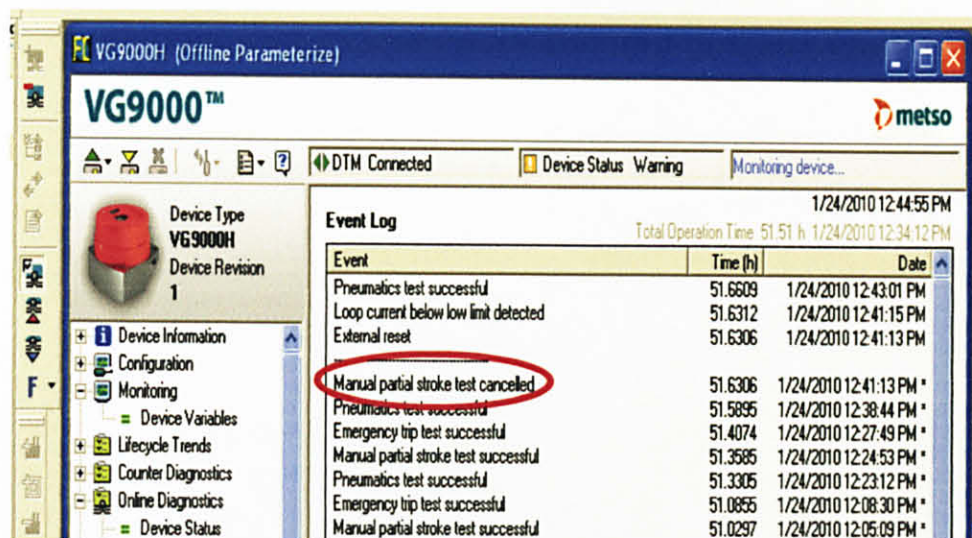 VG9000H (Offline Parameterize)
VG9000™
metso
DTM Connected
Device Status Warning
Monitoring device...
Device Type
VG9000H
Device Revision
1
1/24/2010 12:44:55 PM
Event Log
Total Operation Time 51.51 h 1/24/2010 12:34:12 PM
Event Time (h) Date
Pneumatics test successful 51.6609 1/24/2010 12:43:01 PM
Loop current below low limit detected 51.6312 1/24/2010 12:41:15 PM
External reset 51.6306 1/24/2010 12:41:13 PM
Manual partial stroke test cancelled 51.6306 1/24/2010 12:41:13 PM *
Pneumatics test successful 51.5895 1/24/2010 12:38:44 PM *
Emergency trip test successful 51.4074 1/24/2010 12:27:49 PM *
Manual partial stroke test successful 51.3585 1/24/2010 12:24:53 PM *
Pneumatics test successful 51.3305 1/24/2010 12:23:12 PM *
Emergency trip test successful 51.0855 1/24/2010 12:08:30 PM *
Manual partial stroke test successful 51.0297 1/24/2010 12:05:09 PM *
Device Information
Configuration
Monitoring
Device Variables
Lifecycle Trends
Counter Diagnostics
Online Diagnostics
Device Status
F